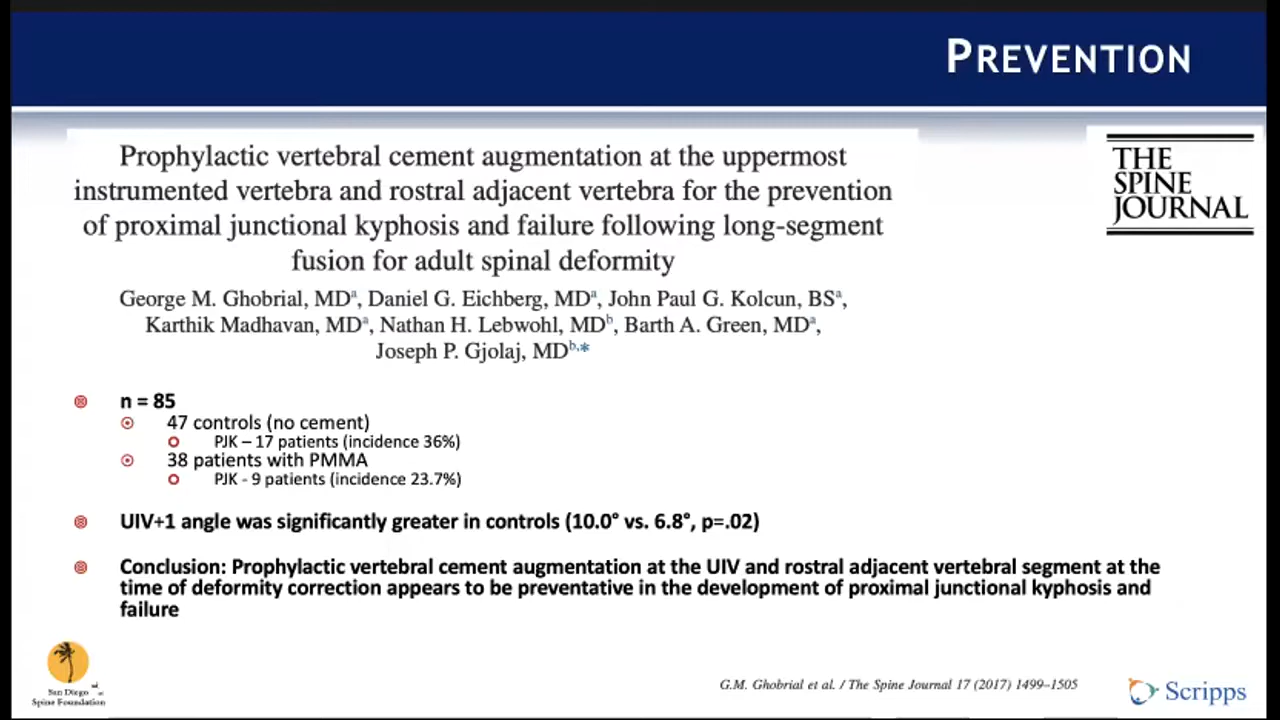 PREVENTION
Prophylactic vertebral cement augmentation at the uppermost
instrumented vertebra and rostral adjacent vertebra for the prevention
of proximal junctional kyphosis and failure following long-segment
fusion for adult spinal deformity
THE
SPINE
JOURNAL
George M. Ghobrial, MDa, Daniel G. Eichberg, MDa, John Paul G. Kolcun, BSa,
Karthik Madhavan, MDa, Nathan H. Lebwohl, MDb, Barth A. Green, MDa,
Joseph P. Gjolaj, MDb,*
n = 85
47 controls (no cement)
PJK – 17 patients (incidence 36%)
38 patients with PMMA
PJK - 9 patients (incidence 23.7%)
UIV+1 angle was significantly greater in controls (10.0° vs. 6.8°, p=.02)
Conclusion: Prophylactic vertebral cement augmentation at the UIV and rostral adjacent vertebral segment at the
time of deformity correction appears to be preventative in the development of proximal junctional kyphosis and
failure
San Diego
Spine Foundation
G.M. Ghobrial et al. / The Spine Journal 17 (2017) 1499–1505
Scripps